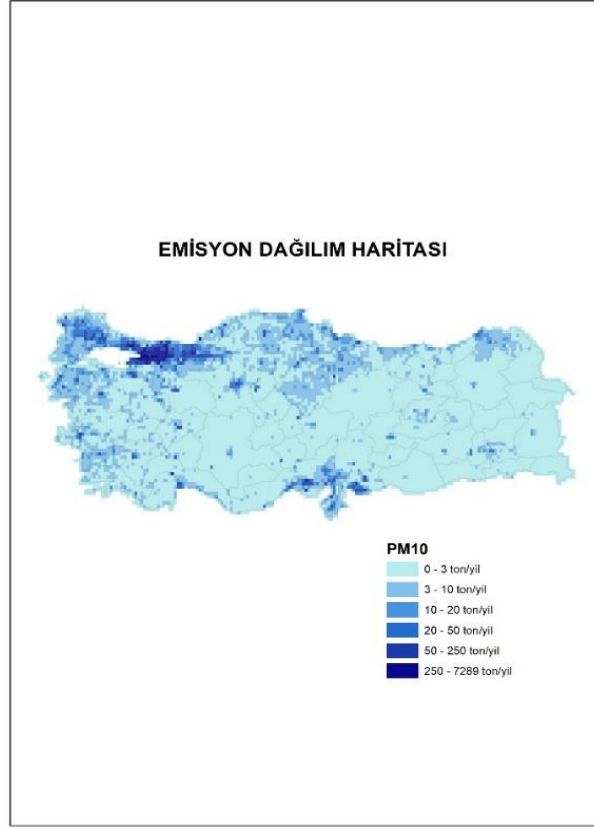 EMİSYON DAĞILIM HARİTASI
PM10
0 - 3 ton/yil
3 - 10 ton/yil
10 - 20 ton/yil
20 - 50 ton/yil
50 - 250 ton/yil
250 - 7289 ton/yil